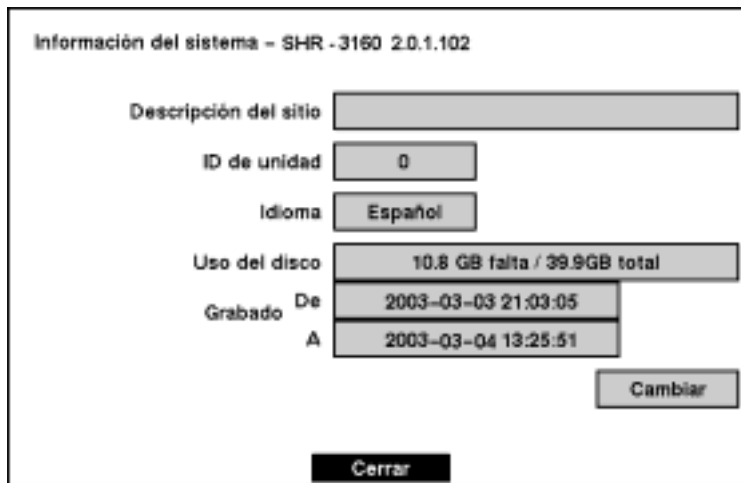 Información del sistema – SHR - 3160 2.0.1.102
Descripción del sitio
ID de unidad 0
Idioma Español
Uso del disco 10.8 GB falta / 39.9GB total
Grabado De 2003-03-03 21:03:05
A 2003-03-04 13:25:51
Cambiar
Cerrar